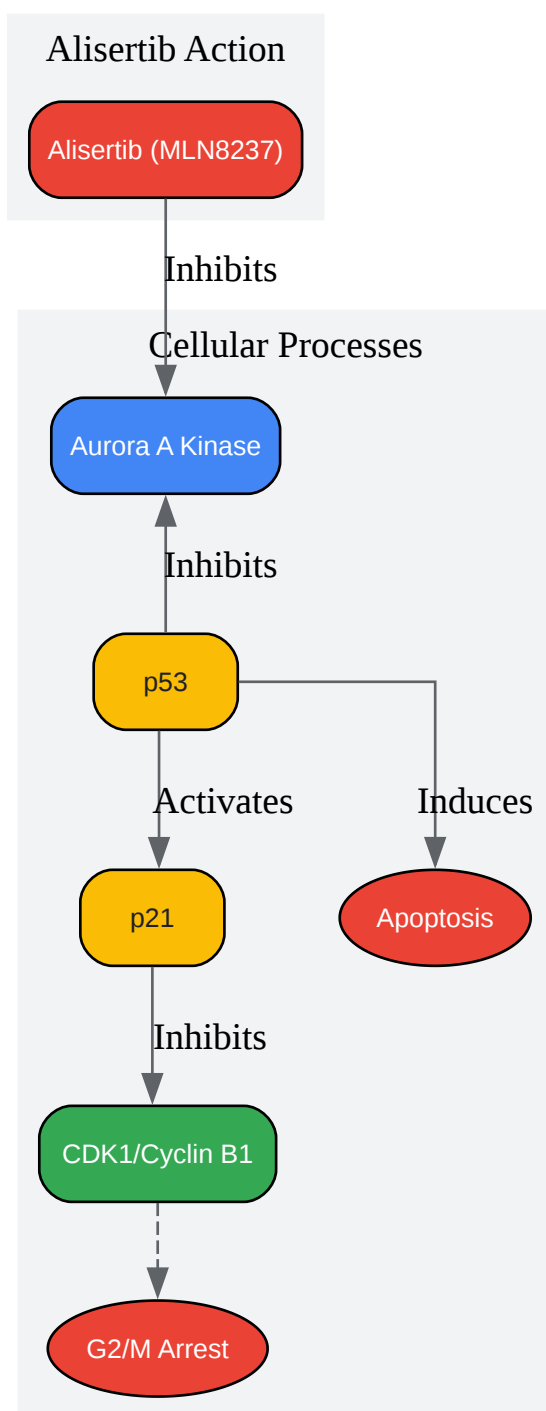 Alisertib Action
Alisertib (MLN8237)
Inhibits
Cellular Processes
Aurora A Kinase
Inhibits
p53
Activates
Induces
p21
Apoptosis
Inhibits
CDK1/Cyclin B1
G2/M Arrest